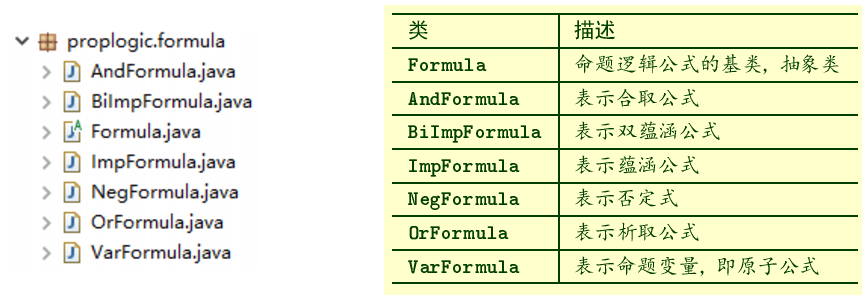 proplogic.formula
AndFormula.java
BiImpFormula.java
Formula.java
ImpFormula.java
NegFormula.java
OrFormula.java
VarFormula.java
类 描述
Formula 命题逻辑公式的基类, 抽象类
AndFormula 表示合取公式
BiImpFormula 表示双蕴涵公式
ImpFormula 表示蕴涵公式
NegFormula 表示否定式
OrFormula 表示析取公式
VarFormula 表示命题变量, 即原子公式